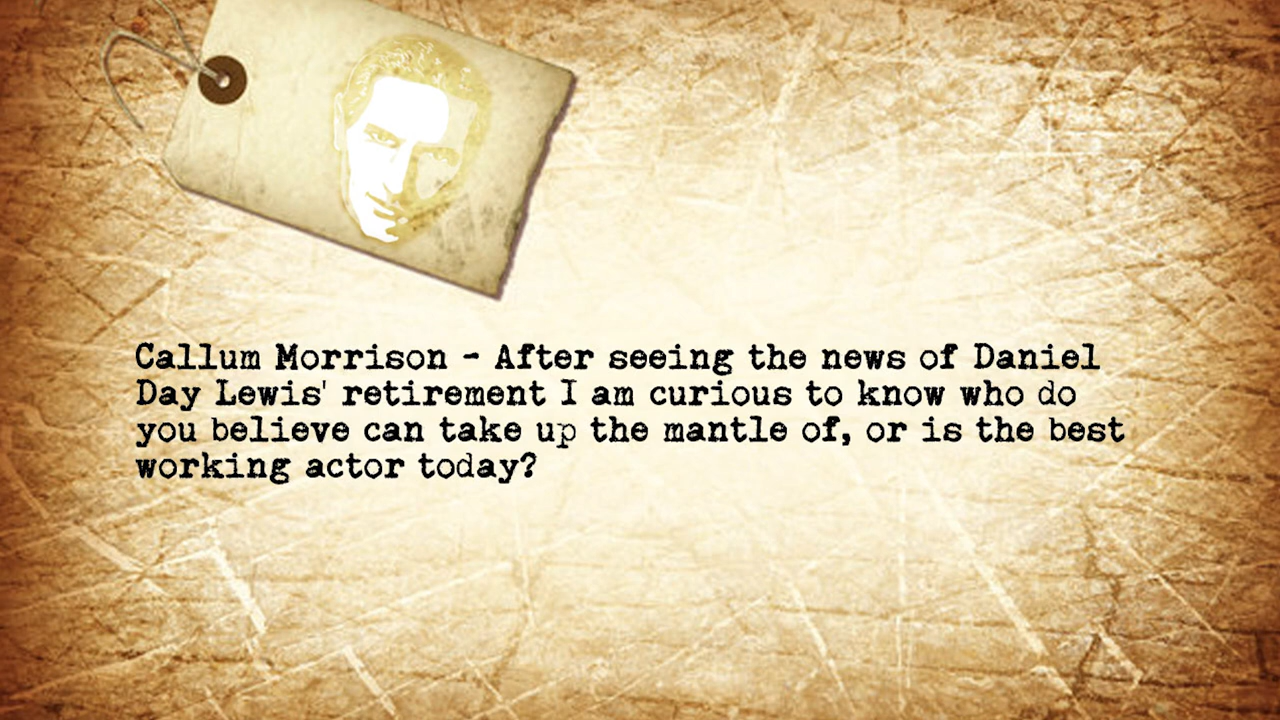 Callum Morrison - After seeing the news of Daniel
Day Lewis' retirement I am curious to know who do
you believe can take up the mantle of, or is the best
working actor today?